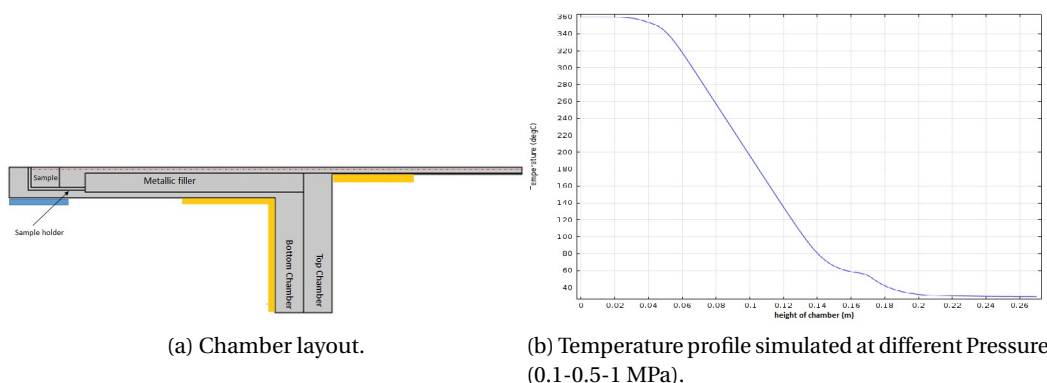 Sample
Metallic filler
Sample holder
Bottom Chamber
Top Chamber
(a) Chamber layout.
360
340
320
300
280
260
240
220
200
180
160
140
120
100
80
60
40
Temperature (degC)
0 0.02 0.04 0.06 0.08 0.1 0.12 0.14 0.16 0.18 0.2 0.22 0.24 0.26
height of chamber (m)
(b) Temperature profile simulated at different Pressure
(0.1-0.5-1 MPa).